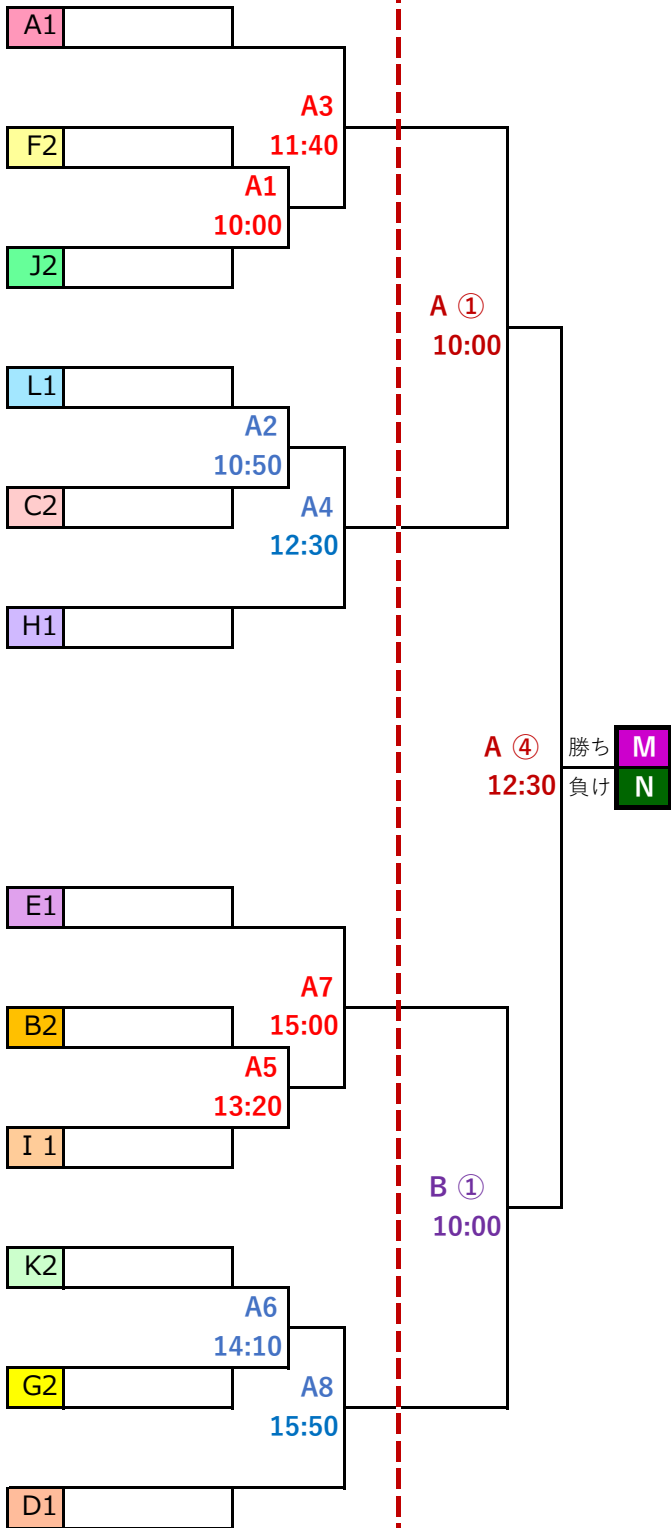 A1
A3
11:40
F2
A1
10:00
J2
A ①
10:00
L1
A2
10:50
C2
A4
12:30
H1
A ④
12:30
勝ち M
負け N
E1
A7
15:00
B2
A5
13:20
I 1
B ①
10:00
K2
A6
14:10
G2
A8
15:50
D1